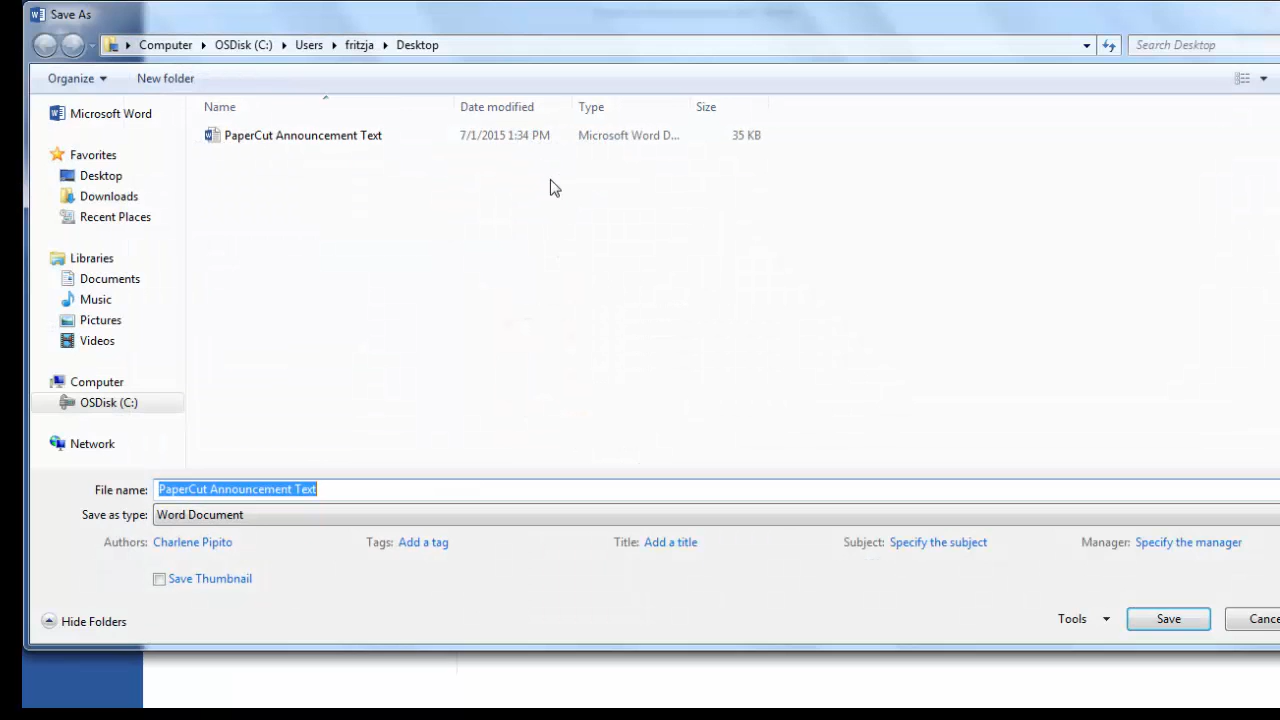 Save As
Computer OSDisk (C:) Users fritzja Desktop
Search Desktop
Organize New folder
Name Date modified Type Size
Microsoft Word
PaperCut Announcement Text 7/1/2015 1:34 PM Microsoft Word D... 35 KB
Favorites
Desktop
Downloads
Recent Places
Libraries
Documents
Music
Pictures
Videos
Computer
OSDisk (C:)
Network
File name: PaperCut Announcement Text
Save as type: Word Document
Authors: Charlene Pipito Tags: Add a tag Title: Add a title Subject: Specify the subject Manager: Specify the manager
Save Thumbnail
Hide Folders Tools Save Cance